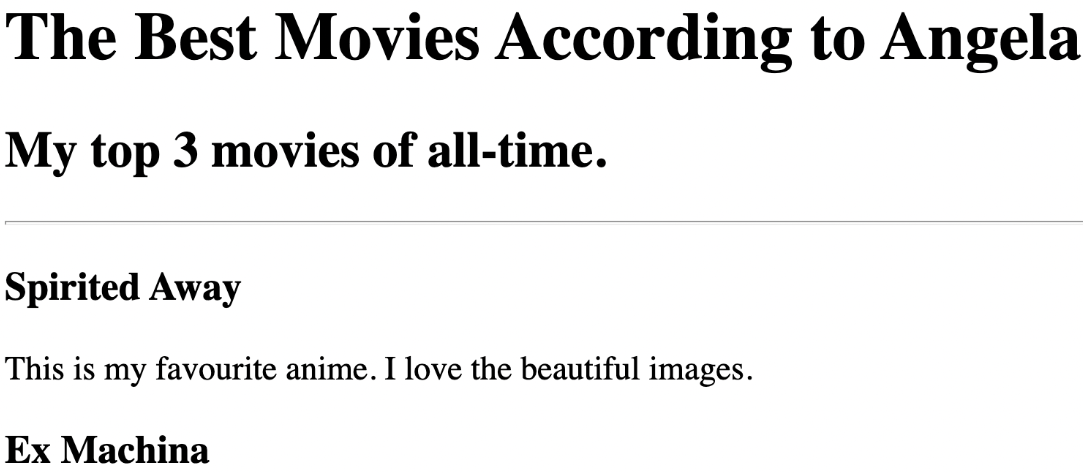 The Best Movies According to Angela
My top 3 movies of all-time.
Spirited Away
This is my favourite anime. I love the beautiful images.
Ex Machina